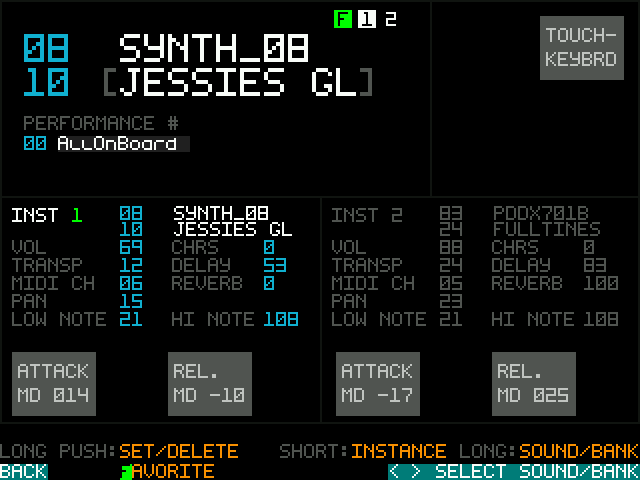 F 1 2
08 SYNTH_08
10 [JESSIES GL]
TOUCH-
KEYBRD
PERFORMANCE #
00 AllOnBoard
INST 1 08 SYNTH_08
10 JESSIES GL
VOL 69 CHRS 0
TRANSP 12 DELAY 53
MIDI CH 06 REVERB 0
PAN 15
LOW NOTE 21 HI NOTE 108
INST 2 83 PDDX701B
24 FULLTINES
VOL 88 CHRS 0
TRANSP 24 DELAY 83
MIDI CH 05 REVERB 100
PAN 23
LOW NOTE 21 HI NOTE 108
ATTACK
MD 014
REL.
MD -10
ATTACK
MD -17
REL.
MD 025
LONG PUSH:SET/DELETE SHORT:INSTANCE LONG:SOUND/BANK
BACK FAVORITE < > SELECT SOUND/BANK